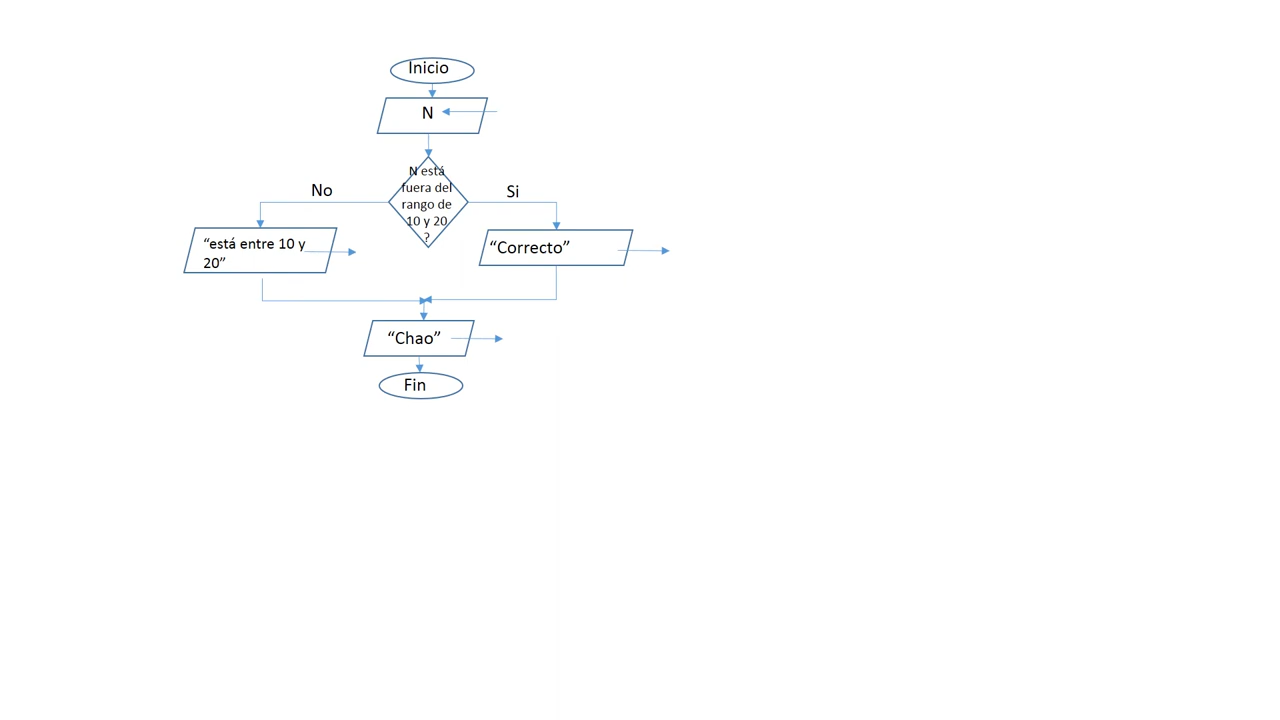 Inicio
N
N está
fuera del
rango de
10 y 20
?
No
Si
“está entre 10 y
20”
“Correcto”
“Chao”
Fin